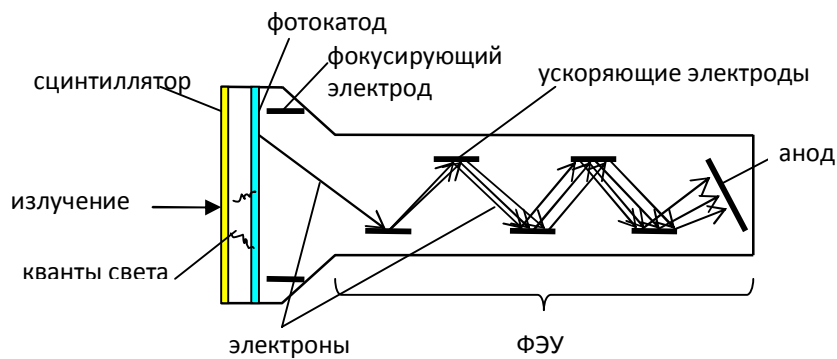 фотокатод
фокусирующий
электрод
сцинтиллятор
ускоряющие электроды
анод
излучение
кванты света
электроны
ФЭУ